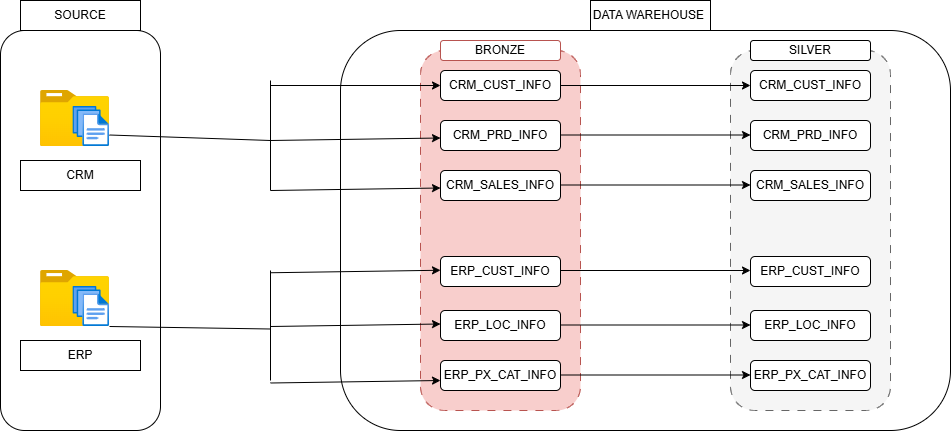 SOURCE
DATA WAREHOUSE
BRONZE
SILVER
CRM_CUST_INFO
CRM_CUST_INFO
CRM_PRD_INFO
CRM_PRD_INFO
CRM
CRM_SALES_INFO
CRM_SALES_INFO
ERP_CUST_INFO
ERP_CUST_INFO
ERP_LOC_INFO
ERP_LOC_INFO
ERP
ERP_PX_CAT_INFO
ERP_PX_CAT_INFO